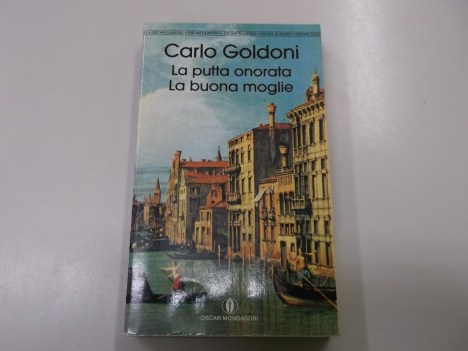 Carlo Goldoni
La putta onorata
La buona moglie
OSCAR MONDADORI